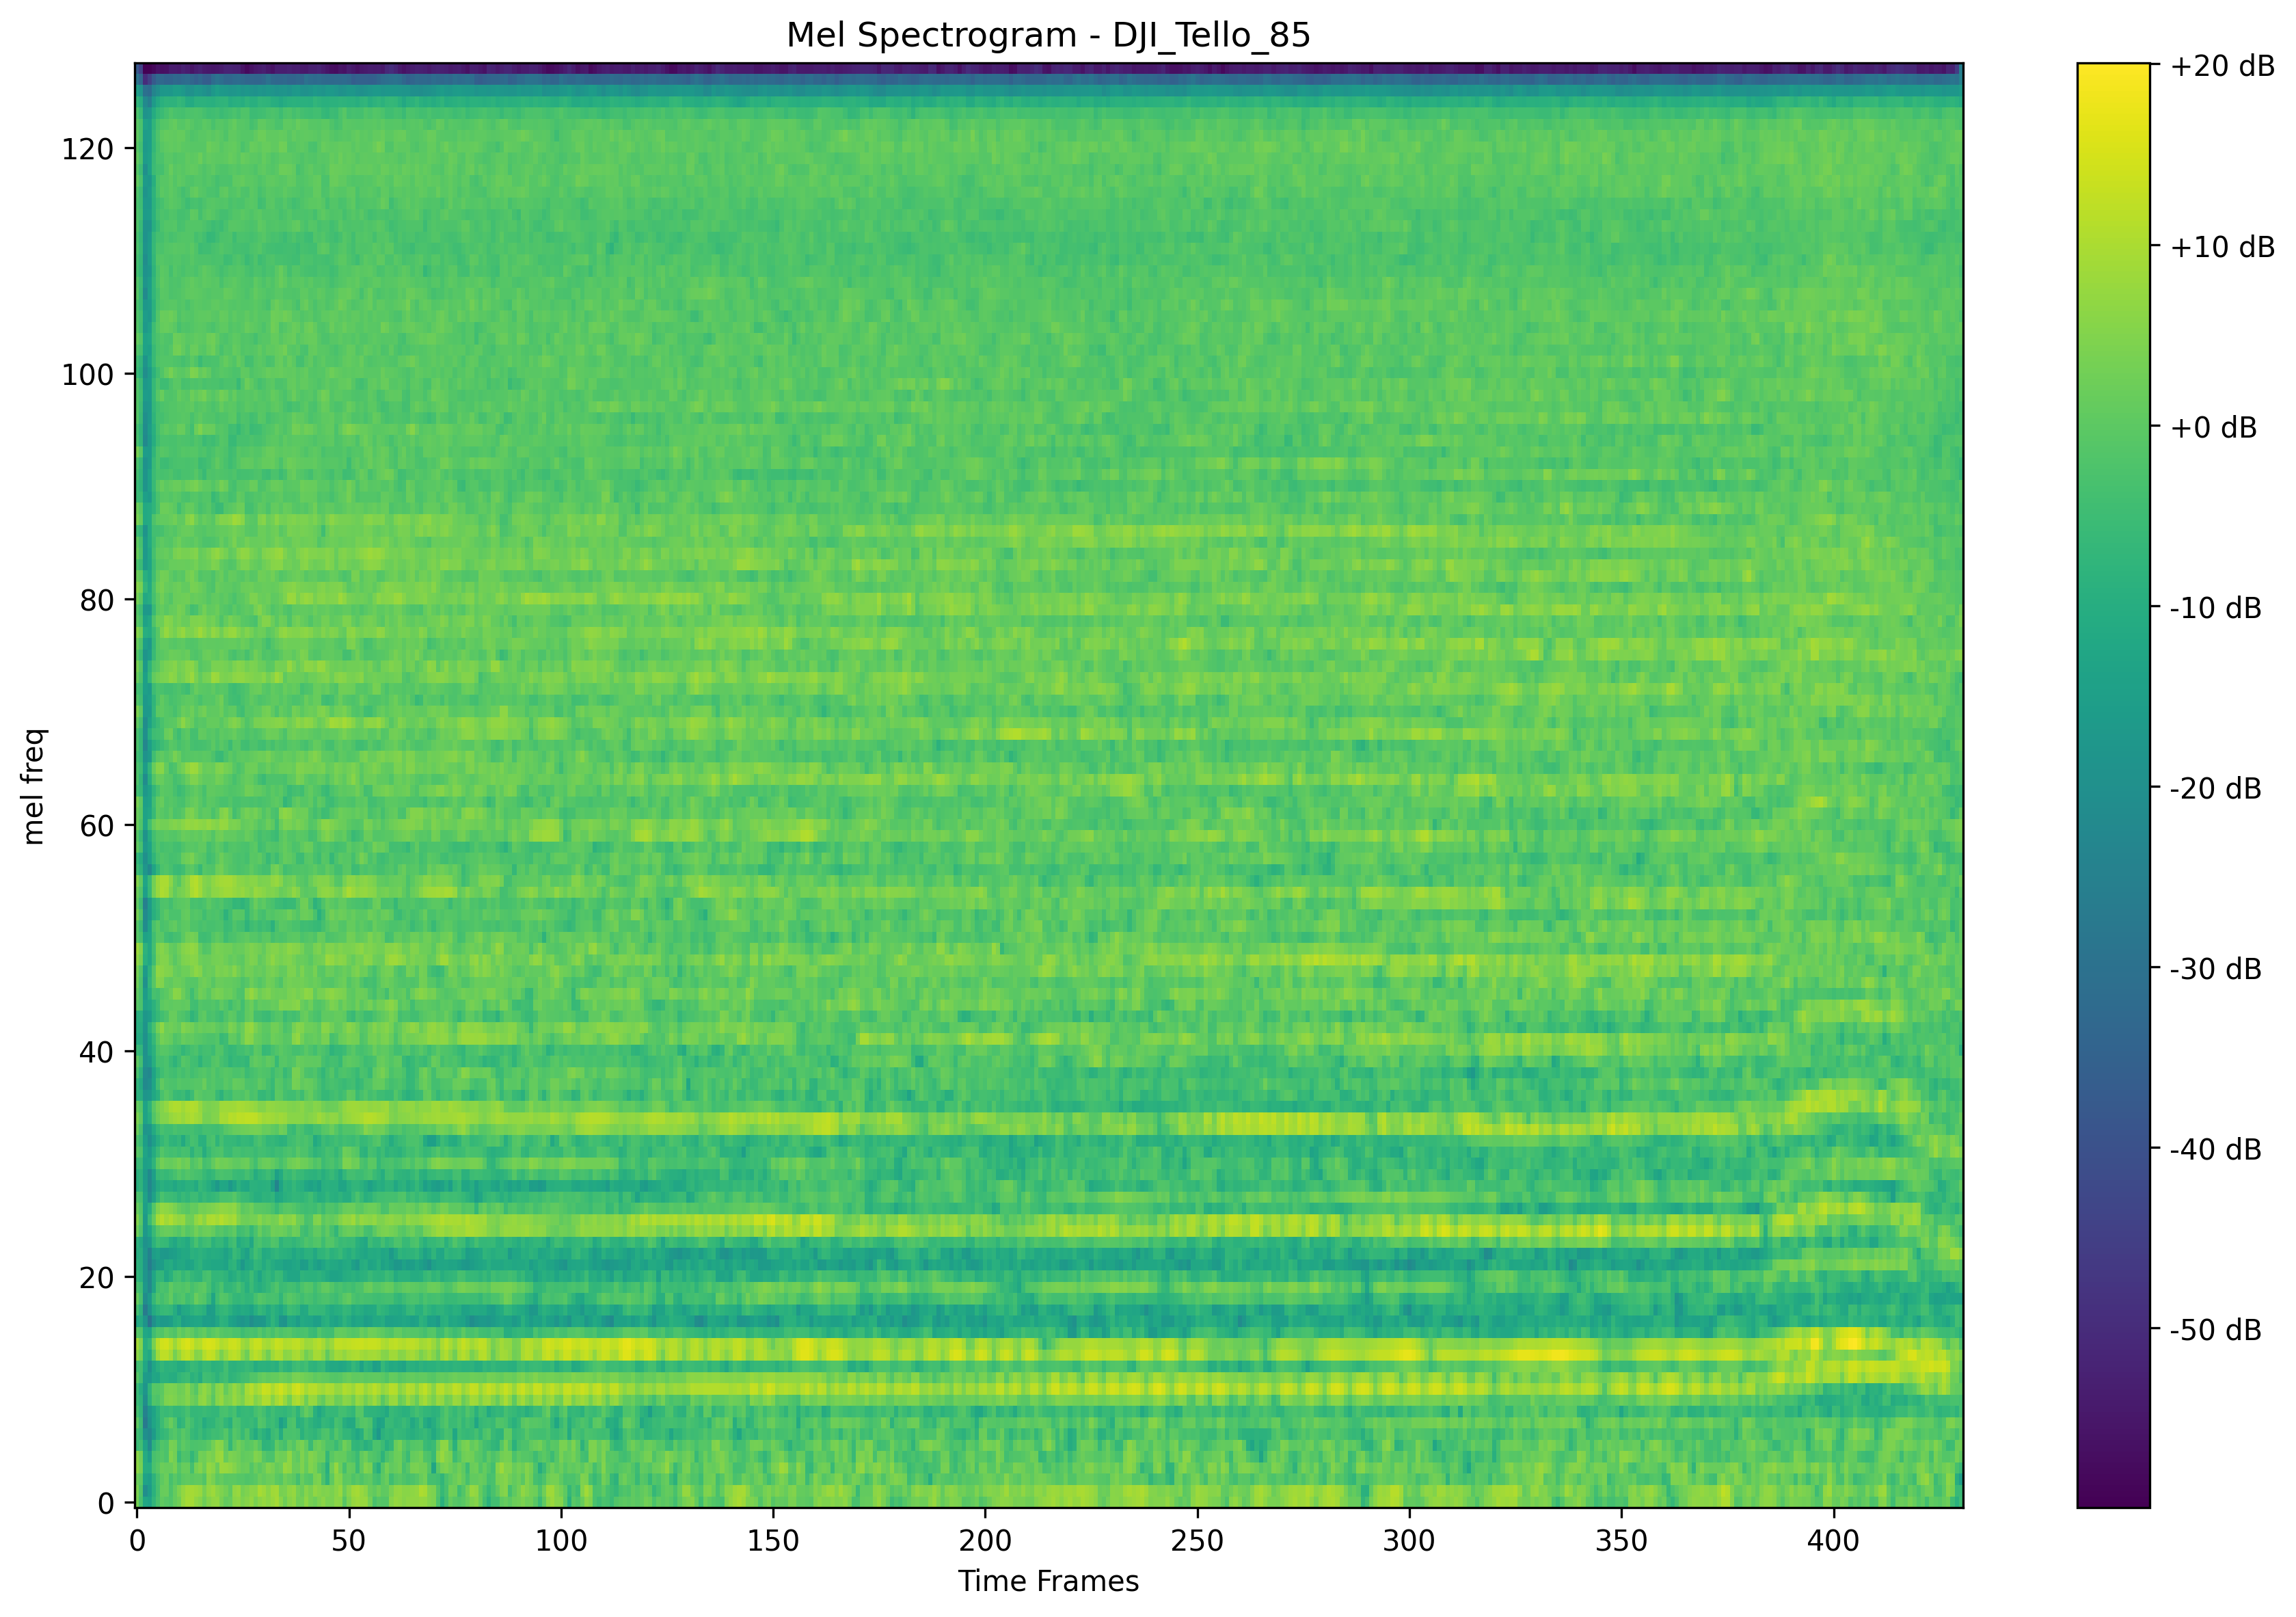 Mel Spectrogram - DJI_Tello_85
mel freq
120
100
80
60
40
20
0
0 50 100 150 200 250 300 350 400
Time Frames
+20 dB
+10 dB
+0 dB
-10 dB
-20 dB
-30 dB
-40 dB
-50 dB